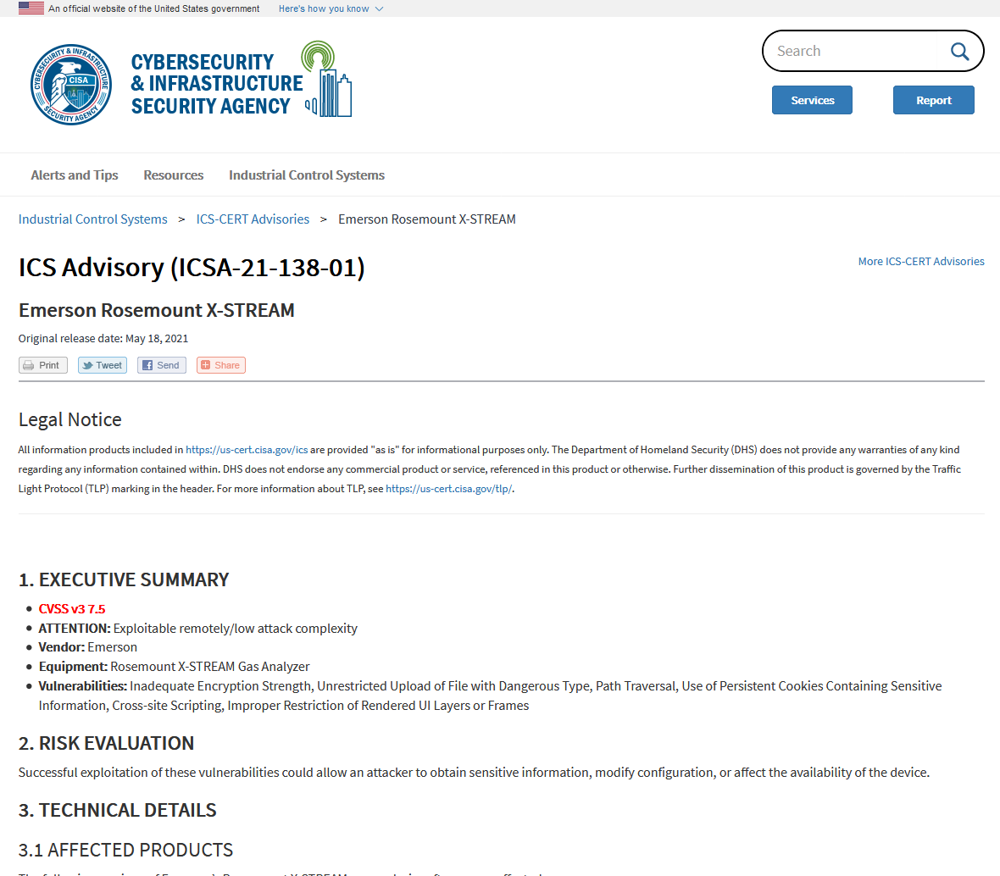 An official website of the United States government Here's how you know
CYBERSECURITY & INFRASTRUCTURE
CISA
SECURITY AGENCY
CYBERSECURITY
& INFRASTRUCTURE
SECURITY AGENCY
Search
Services Report
Alerts and Tips Resources Industrial Control Systems
Industrial Control Systems > ICS-CERT Advisories > Emerson Rosemount X-STREAM
ICS Advisory (ICSA-21-138-01)
More ICS-CERT Advisories
Emerson Rosemount X-STREAM
Original release date: May 18, 2021
Print Tweet Send Share
Legal Notice
All information products included in https://us-cert.cisa.gov/ics are provided "as is" for informational purposes only. The Department of Homeland Security (DHS) does not provide any warranties of any kind
regarding any information contained within. DHS does not endorse any commercial product or service, referenced in this product or otherwise. Further dissemination of this product is governed by the Traffic
Light Protocol (TLP) marking in the header. For more information about TLP, see https://us-cert.cisa.gov/tlp/.
1. EXECUTIVE SUMMARY
CVSS v3 7.5
ATTENTION: Exploitable remotely/low attack complexity
Vendor: Emerson
Equipment: Rosemount X-STREAM Gas Analyzer
Vulnerabilities: Inadequate Encryption Strength, Unrestricted Upload of File with Dangerous Type, Path Traversal, Use of Persistent Cookies Containing Sensitive
Information, Cross-site Scripting, Improper Restriction of Rendered UI Layers or Frames
2. RISK EVALUATION
Successful exploitation of these vulnerabilities could allow an attacker to obtain sensitive information, modify configuration, or affect the availability of the device.
3. TECHNICAL DETAILS
3.1 AFFECTED PRODUCTS